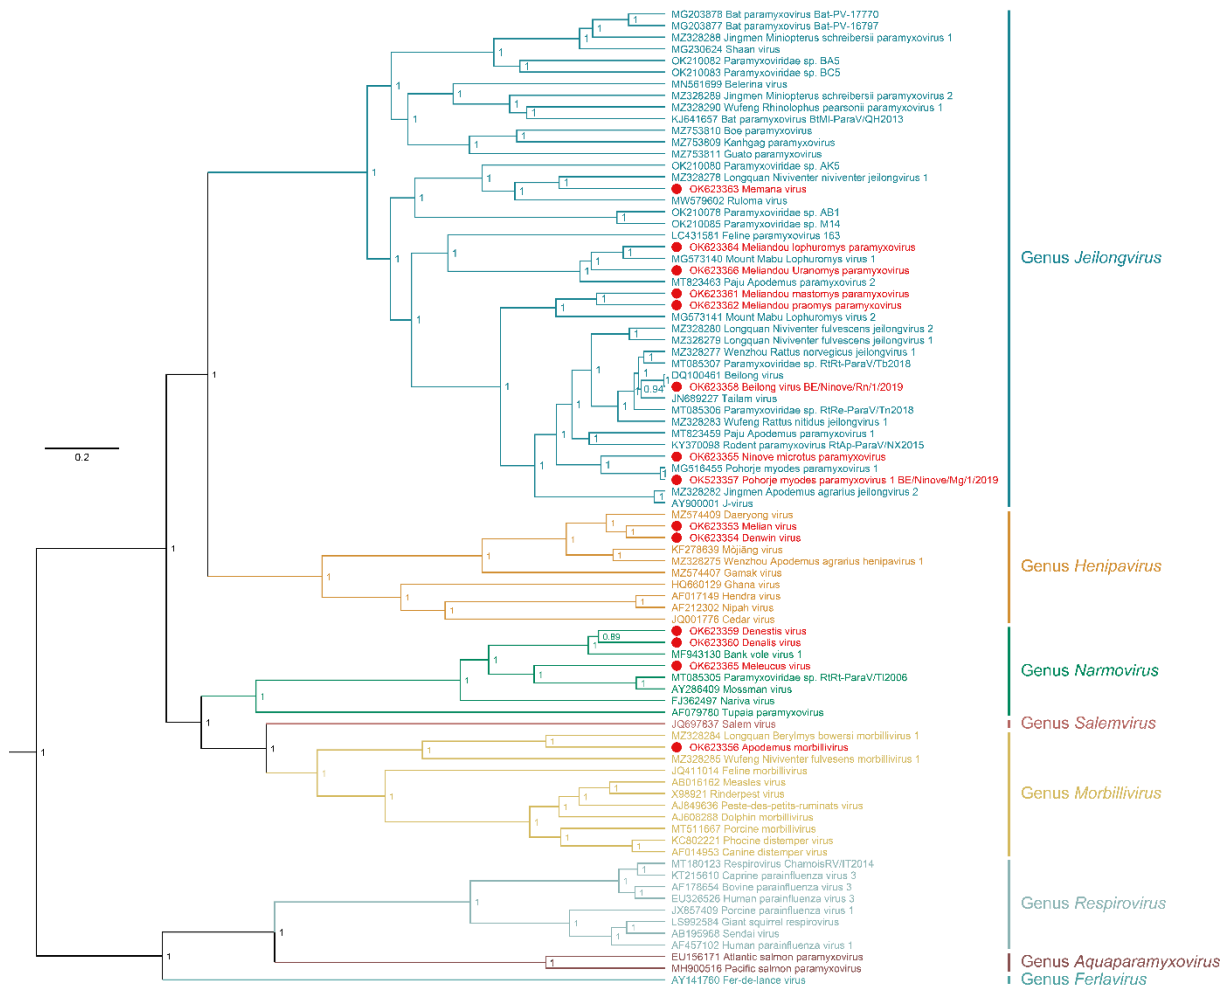 MG203878 Bat paramyxovirus Bat-PV-17770
MG203877 Bat paramyxovirus Bat-PV-16797
MZ328288 Jingmen Miniopterus schreibersii paramyxovirus 1
MG230624 Shaan virus
OK210082 Paramyxoviridae sp. BA5
OK210083 Paramyxoviridae sp. BC5
MN561699 Belerina virus
MZ328289 Jingmen Miniopterus schreibersii paramyxovirus 2
MZ328290 Wufeng Rhinolophus pearsonii paramyxovirus 1
KJ641657 Bat paramyxovirus BtMl-ParaV/QH2013
MZ753810 Boe paramyxovirus
MZ753809 Kanhgag paramyxovirus
MZ753811 Guato paramyxovirus
OK210080 Paramyxoviridae sp. AK5
MZ328278 Longquan Niviventer niviventer jeilongvirus 1
OK623363 Memana virus
MW579602 Ruloma virus
OK210078 Paramyxoviridae sp. AB1
OK210085 Paramyxoviridae sp. M14
LC431581 Feline paramyxovirus 163
OK623364 Meliandou lophuromys paramyxovirus
MG573140 Mount Mabu Lophuromys virus 1
OK623366 Meliandou Uranomys paramyxovirus
MT823463 Paju Apodemus paramyxovirus 2
OK623361 Meliandou mastomys paramyxovirus
OK623362 Meliandou praomys paramyxovirus
MG573141 Mount Mabu Lophuromys virus 2
MZ328280 Longquan Niviventer fulvescens jeilongvirus 2
MZ328279 Longquan Niviventer fulvescens jeilongvirus 1
MZ328277 Wenzhou Rattus norvegicus jeilongvirus 1
MT085307 Paramyxoviridae sp. RtRt-ParaV/Tb2018
DQ100461 Beilong virus
0.94
OK623358 Beilong virus BE/Ninove/Rn/1/2019
JN689227 Tailam virus
MT085306 Paramyxoviridae sp. RtRe-ParaV/Tn2018
MZ328283 Wufeng Rattus nitidus jeilongvirus 1
MT823459 Paju Apodemus paramyxovirus 1
KY370098 Rodent paramyxovirus RtAp-ParaV/NX2015
OK623355 Ninove microtus paramyxovirus
MG516455 Pohorje myodes paramyxovirus 1
OK523357 Pohorje myodes paramyxovirus 1 BE/Ninove/Mg/1/2019
MZ328282 Jingmen Apodemus agrarius jeilongvirus 2
AY900001 J-virus
Genus Jeilongvirus
0.2
MZ574409 Daeryong virus
OK623353 Melian virus
OK623354 Denwin virus
KF278639 Mòjiāng virus
MZ328275 Wenzhou Apodemus agrarius henipavirus 1
MZ574407 Gamak virus
HQ660129 Ghana virus
AF017149 Hendra virus
AF212302 Nipah virus
JQ001776 Cedar virus
Genus Henipavirus
OK623359 Denestis virus
0.89
OK623360 Denalis virus
MF943130 Bank vole virus 1
OK623365 Meleucus virus
MT085305 Paramyxoviridae sp. RtRt-ParaV/Tl2006
AY286409 Mossman virus
FJ362497 Nariva virus
AF079780 Tupaia paramyxovirus
Genus Narmovirus
JQ697837 Salem virus
Genus Salemvirus
MZ328284 Longquan Berylmys bowersi morbillivirus 1
OK623356 Apodemus morbillivirus
MZ328285 Wufeng Niviventer fulvesens morbillivirus 1
JQ411014 Feline morbillivirus
AB016162 Measles virus
X98921 Rinderpest virus
AJ849636 Peste-des-petits-ruminats virus
AJ608288 Dolphin morbillivirus
MT511667 Porcine morbillivirus
KC802221 Phocine distemper virus
AF014953 Canine distemper virus
Genus Morbillivirus
MT180123 Respirovirus ChamoisRV/IT2014
KT215610 Caprine parainfluenza virus 3
AF178654 Bovine parainfluenza virus 3
EU326526 Human parainfluenza virus 3
JX857409 Porcine parainfluenza virus 1
LS992584 Giant squirrel respirovirus
AB195968 Sendai virus
AF457102 Human parainfluenza virus 1
Genus Respirovirus
EU156171 Atlantic salmon paramyxovirus
MH900516 Pacific salmon paramyxovirus
Genus Aquaparamyxovirus
AY141760 Fer-de-lance virus
Genus Ferlavirus